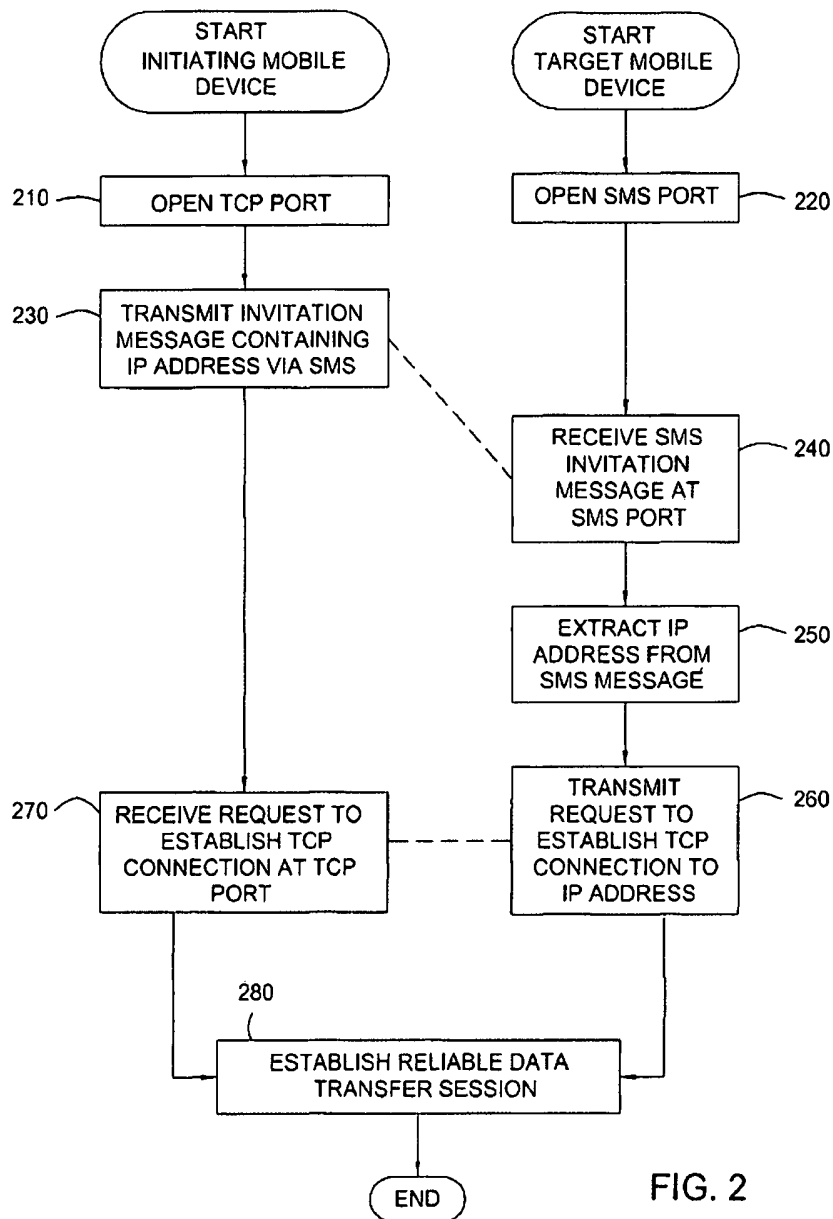 START
INITIATING MOBILE
DEVICE
START
TARGET MOBILE
DEVICE
210
OPEN TCP PORT
OPEN SMS PORT
220
230
TRANSMIT INVITATION
MESSAGE CONTAINING
IP ADDRESS VIA SMS
RECEIVE SMS
INVITATION
MESSAGE AT
SMS PORT
240
EXTRACT IP
ADDRESS FROM
SMS MESSAGE
250
270
RECEIVE REQUEST TO
ESTABLISH TCP
CONNECTION AT TCP
PORT
TRANSMIT
REQUEST TO
ESTABLISH TCP
CONNECTION TO
IP ADDRESS
260
280
ESTABLISH RELIABLE DATA
TRANSFER SESSION
END
FIG. 2